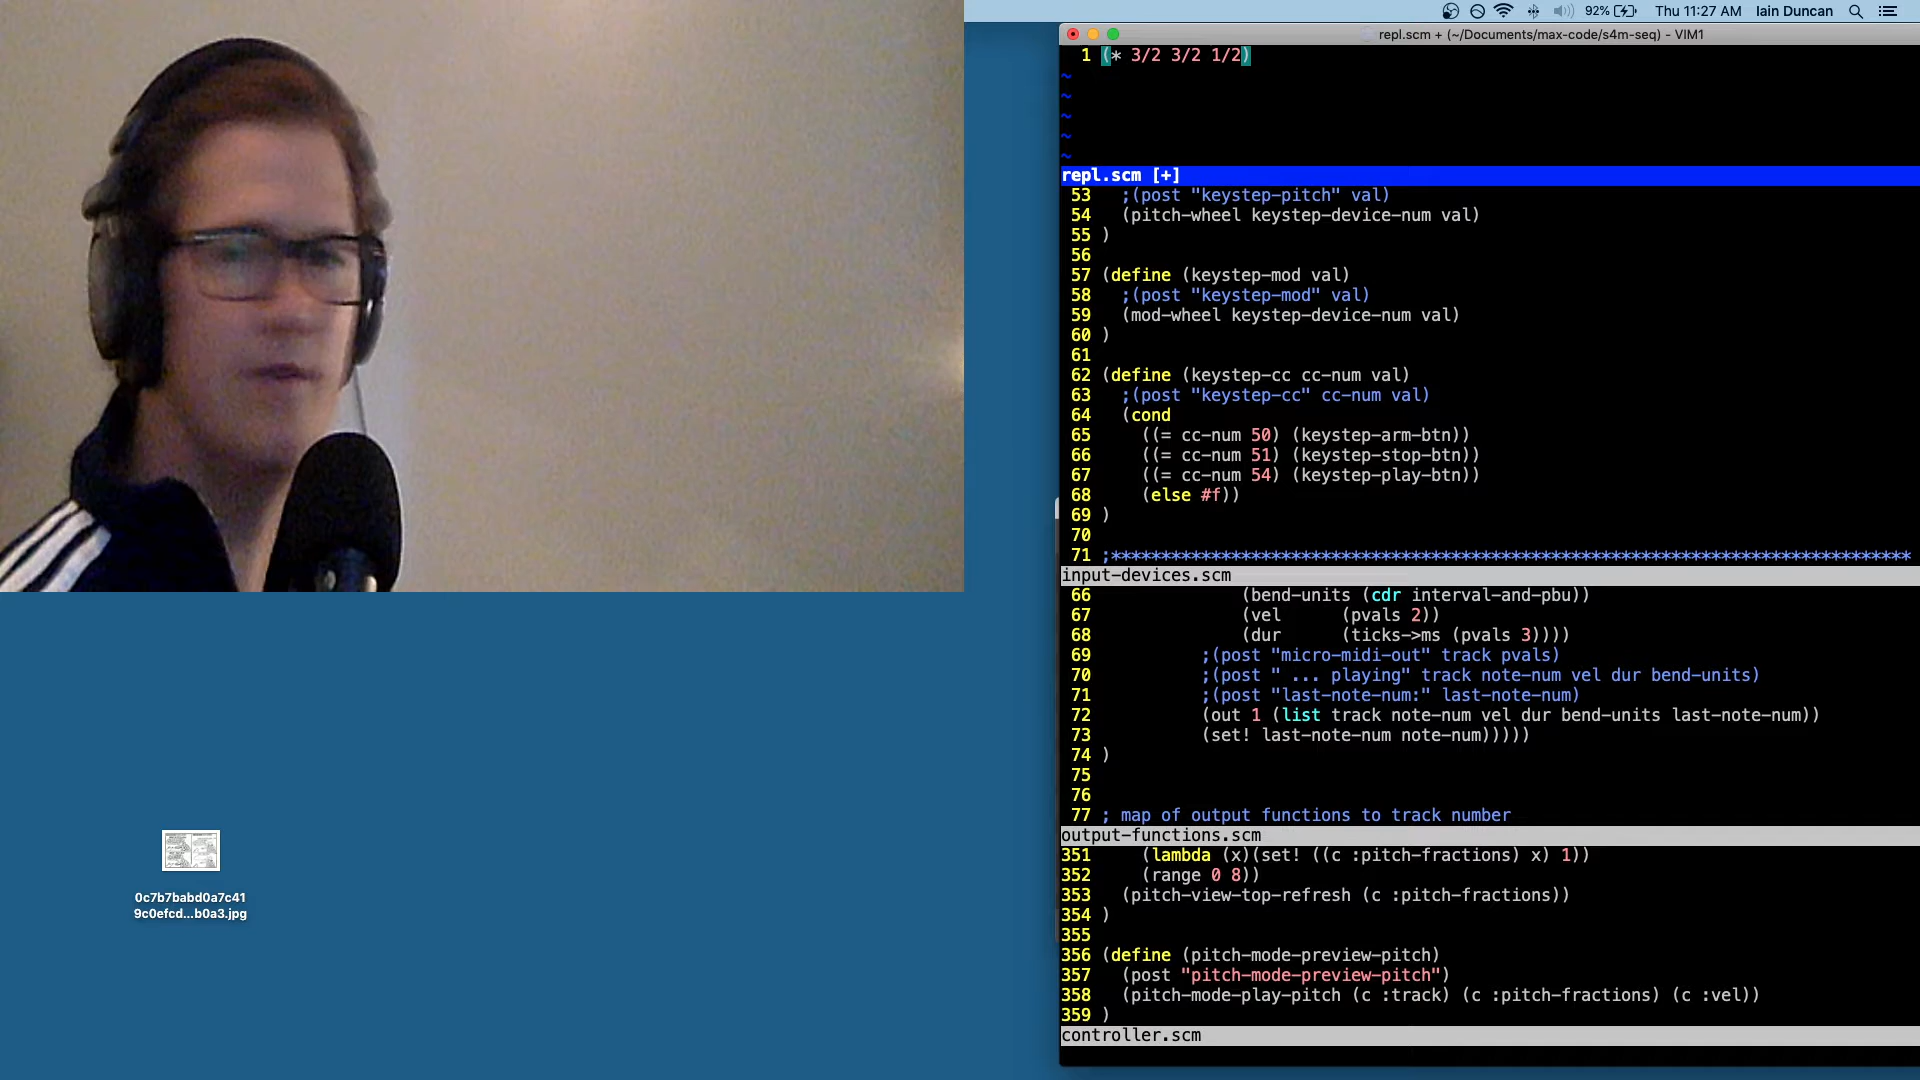 92% Thu 11:27 AM Iain Duncan
repl.scm + (~/Documents/max-code/s4m-seq) - VIM1
1 (* 3/2 3/2 1/2)
~
~
~
~
~
repl.scm [+]
53 ;(post "keystep-pitch" val)
54 (pitch-wheel keystep-device-num val)
55 )
56
57 (define (keystep-mod val)
58 ;(post "keystep-mod" val)
59 (mod-wheel keystep-device-num val)
60 )
61
62 (define (keystep-cc cc-num val)
63 ;(post "keystep-cc" cc-num val)
64 (cond
65 ((= cc-num 50) (keystep-arm-btn))
66 ((= cc-num 51) (keystep-stop-btn))
67 ((= cc-num 54) (keystep-play-btn))
68 (else #f))
69 )
70
71 ;********************************************************************************
input-devices.scm
66 (bend-units (cdr interval-and-pbu))
67 (vel (pvals 2))
68 (dur (ticks->ms (pvals 3))))
69 ;(post "micro-midi-out" track pvals)
70 ;(post " ... playing" track note-num vel dur bend-units)
71 ;(post "last-note-num:" last-note-num)
72 (out 1 (list track note-num vel dur bend-units last-note-num))
73 (set! last-note-num note-num)))))
74 )
75
76
77 ; map of output functions to track number
output-functions.scm
351 (lambda (x)(set! ((c :pitch-fractions) x) 1))
352 (range 0 8))
353 (pitch-view-top-refresh (c :pitch-fractions))
354 )
355
356 (define (pitch-mode-preview-pitch)
357 (post "pitch-mode-preview-pitch")
358 (pitch-mode-play-pitch (c :track) (c :pitch-fractions) (c :vel))
359 )
controller.scm
0c7b7babd0a7c41
9c0efcd...b0a3.jpg